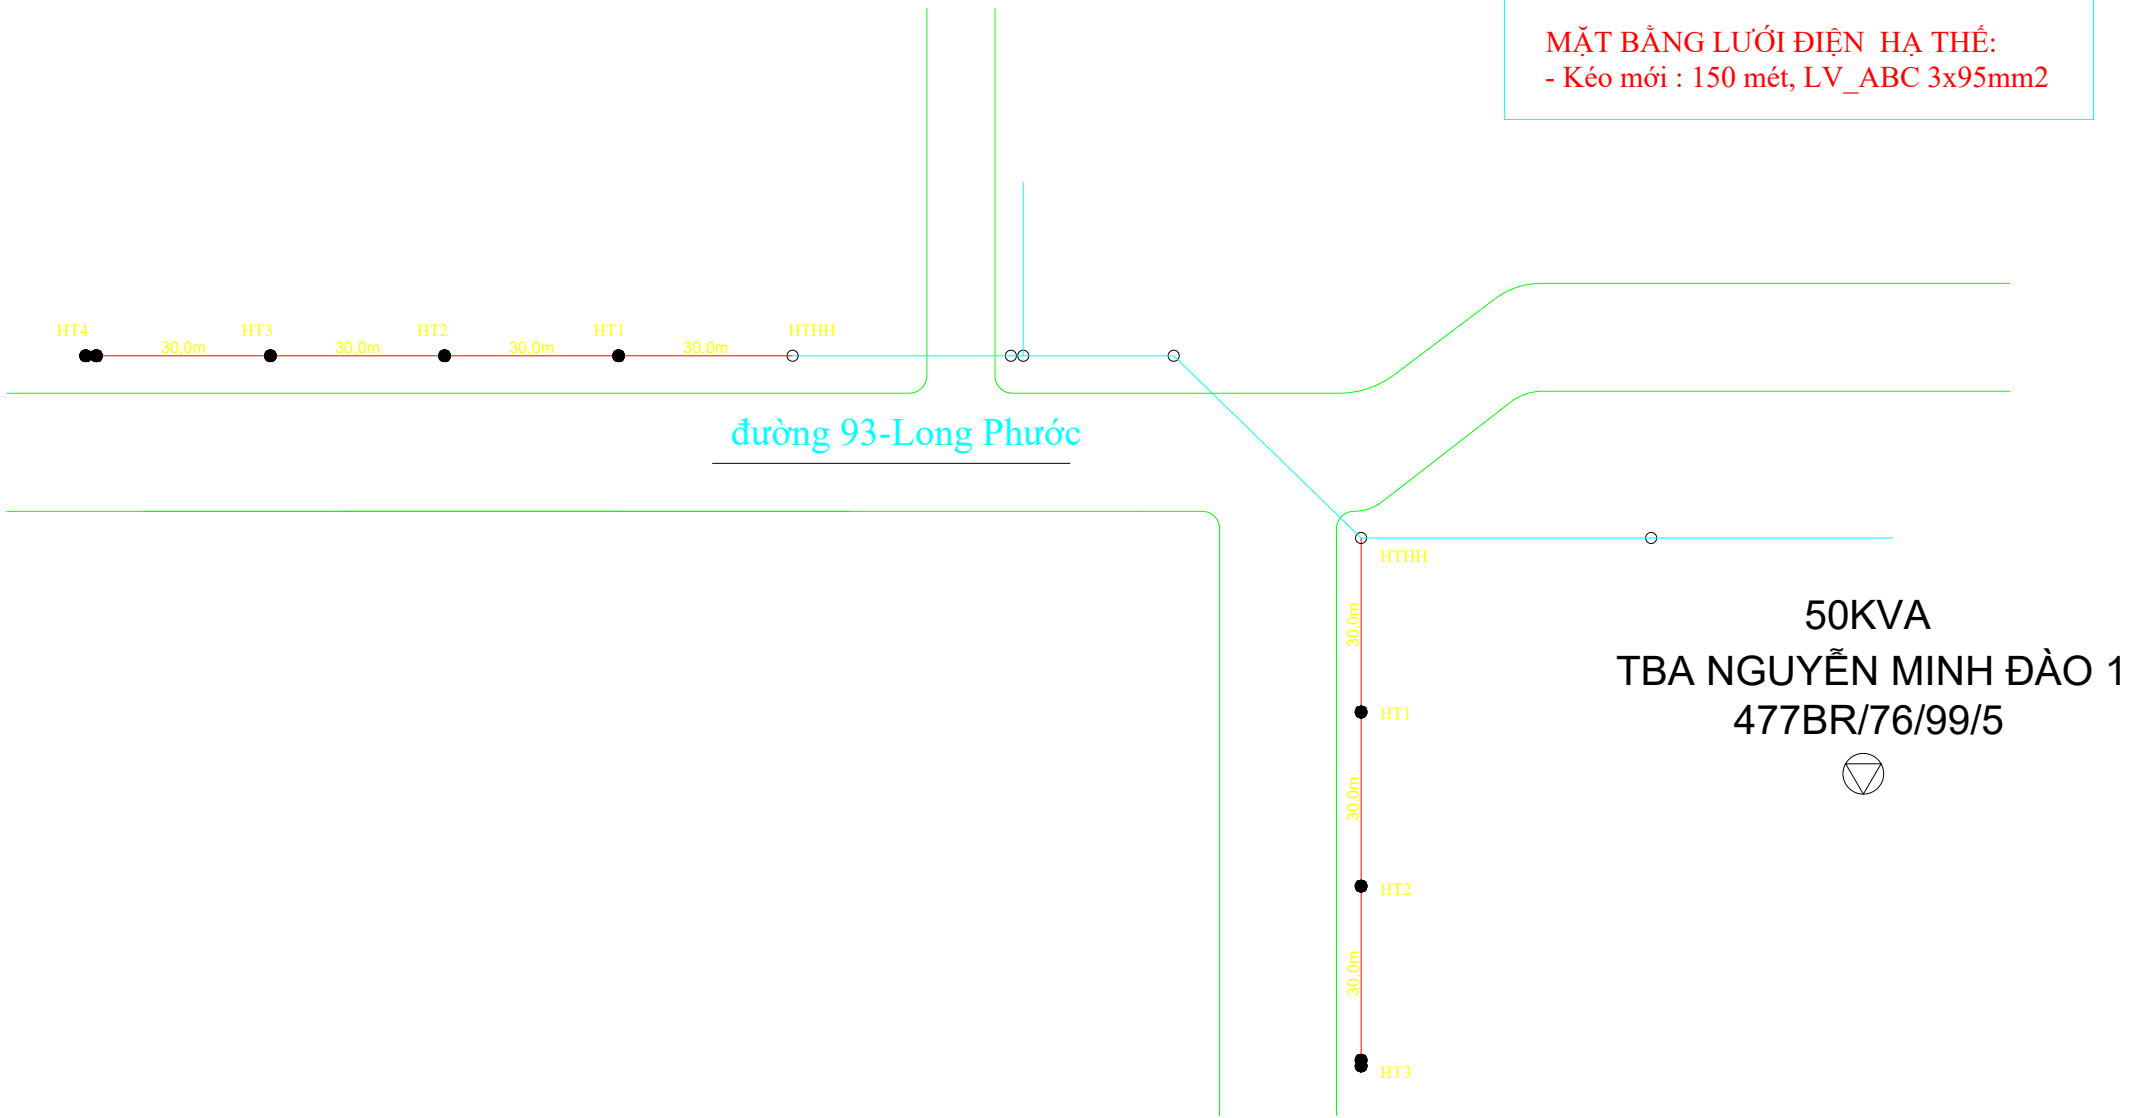 MẶT BẰNG LƯỚI ĐIỆN HẠ THẾ:
- Kéo mới : 150 mét, LV_ABC 3x95mm2
HT4 HT3 HT2 HT1 HTHH
30,0m 30,0m 30,0m 30,0m
đường 93-Long Phước
HTHH
30,0m
HT1
30,0m
HT2
30,0m
HT3
50KVA
TBA NGUYỄN MINH ĐÀO 1
477BR/76/99/5